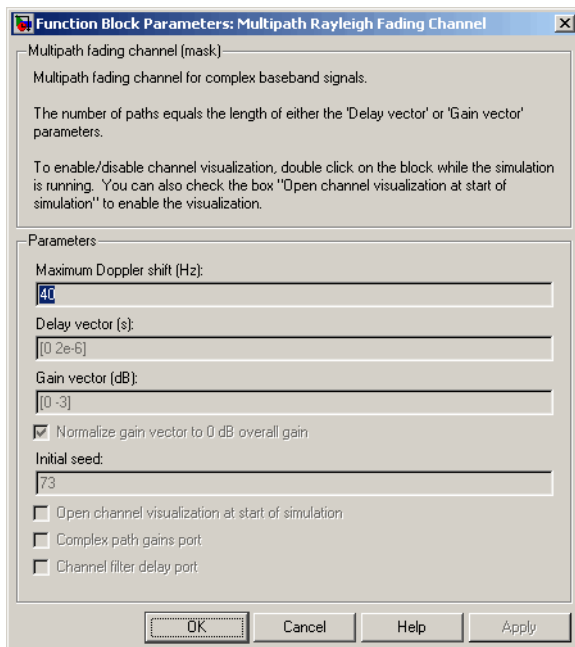 Function Block Parameters: Multipath Rayleigh Fading Channel
Multipath fading channel (mask)
Multipath fading channel for complex baseband signals.
The number of paths equals the length of either the 'Delay vector' or 'Gain vector'
parameters.
To enable/disable channel visualization, double click on the block while the simulation
is running. You can also check the box "Open channel visualization at start of
simulation" to enable the visualization.
Parameters
Maximum Doppler shift (Hz):
40
Delay vector (s):
[0 2e-6]
Gain vector (dB):
[0 -3]
Normalize gain vector to 0 dB overall gain
Initial seed:
73
Open channel visualization at start of simulation
Complex path gains port
Channel filter delay port
OK Cancel Help Apply